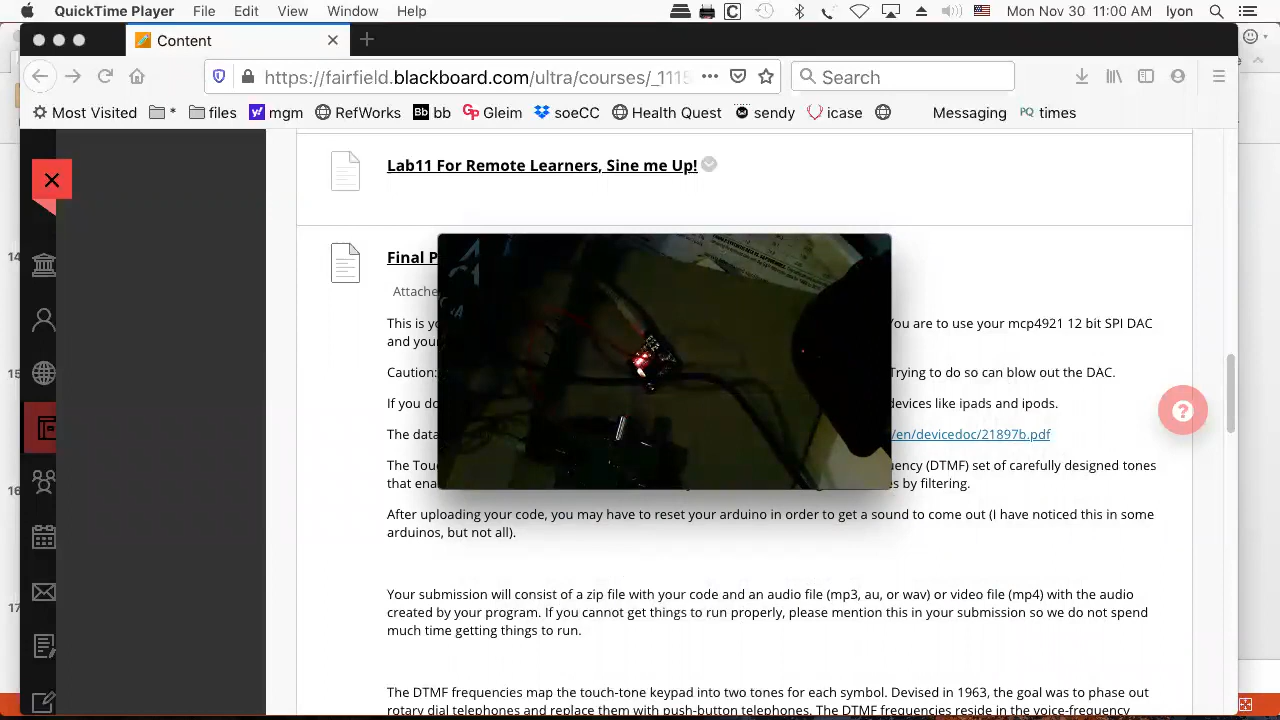 QuickTime Player File Edit View Window Help Mon Nov 30 11:00 AM lyon
Content
https://fairfield.blackboard.com/ultra/courses/_1115 Search
Most Visited * files mgm RefWorks bb Gleim soeCC Health Quest sendy icase Messaging times
Lab11 For Remote Learners, Sine me Up!
Final P
Attache
This is yo You are to use your mcp4921 12 bit SPI DAC
and your
Caution: Trying to do so can blow out the DAC.
If you do devices like ipads and ipods.
The data /en/devicedoc/21897b.pdf
The Touc uency (DTMF) set of carefully designed tones
that ena es by filtering.
After uploading your code, you may have to reset your arduino in order to get a sound to come out (I have noticed this in some
arduinos, but not all).
Your submission will consist of a zip file with your code and an audio file (mp3, au, or wav) or video file (mp4) with the audio
created by your program. If you cannot get things to run properly, please mention this in your submission so we do not spend
much time getting things to run.
The DTMF frequencies map the touch-tone keypad into two tones for each symbol. Devised in 1963, the goal was to phase out
rotary dial telephones and replace them with push-button phones. The DTMF frequencies reside in the voice-frequency